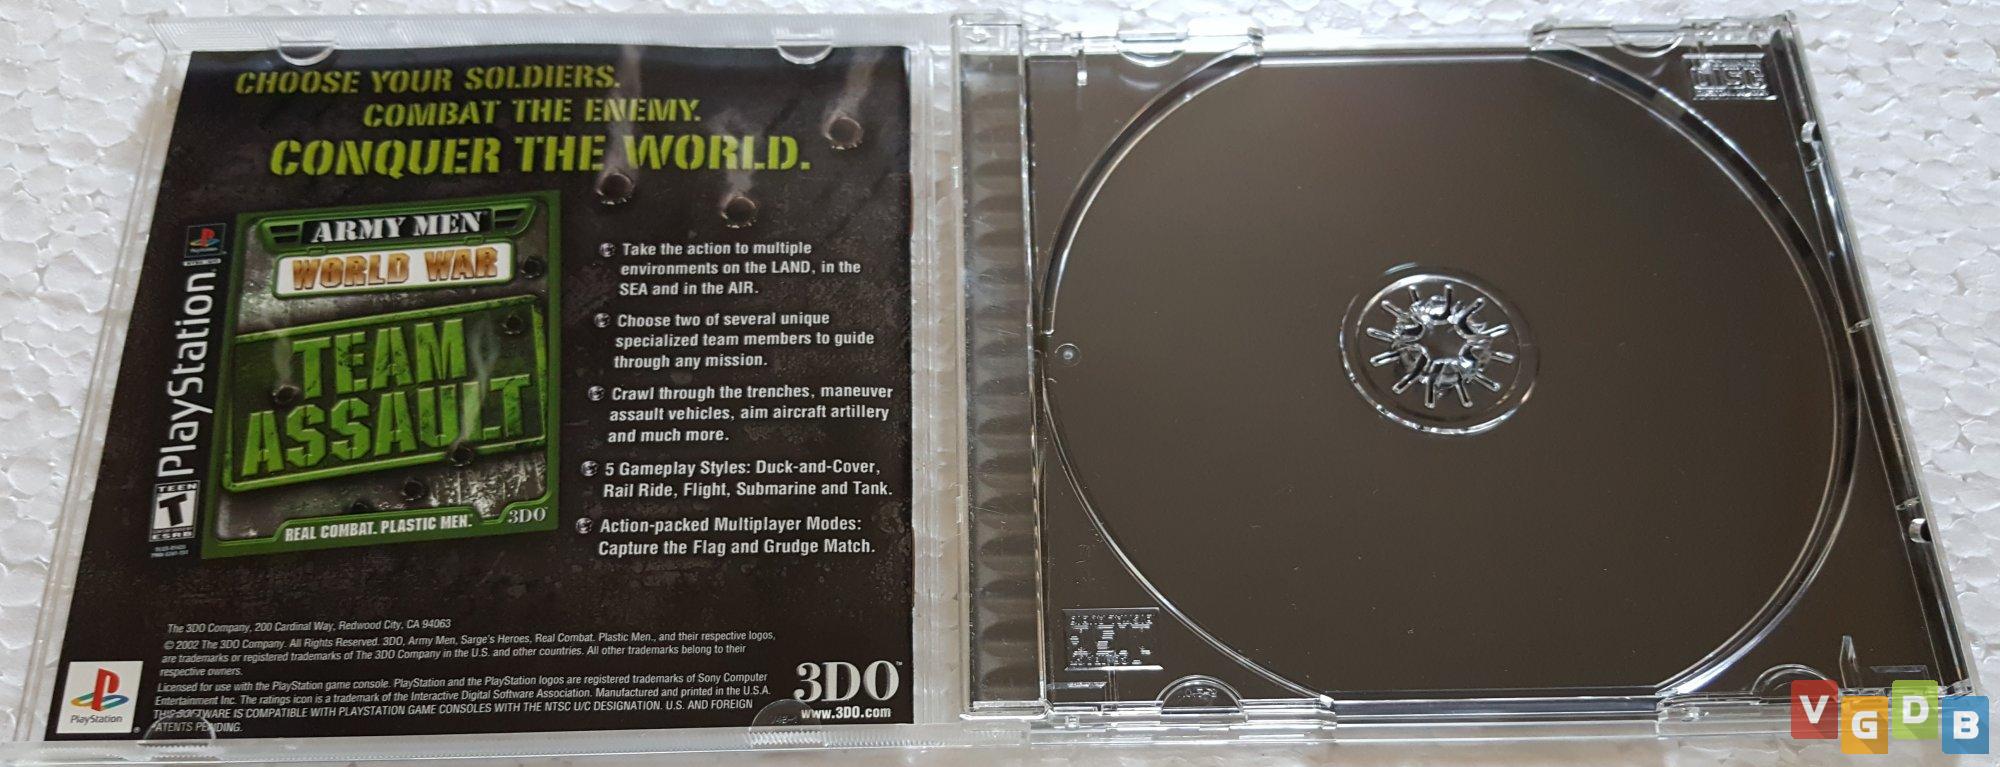 CHOOSE YOUR SOLDIERS.
COMBAT THE ENEMY.
CONQUER THE WORLD.
PlayStation
TEEN
T
ESRB
ARMY MEN
WORLD WAR
TEAM
ASSAULT
REAL COMBAT. PLASTIC MEN.™
3DO™
Take the action to multiple
environments on the LAND, in the
SEA and in the AIR.
Choose two of several unique
specialized team members to guide
through any mission.
Crawl through the trenches, maneuver
assault vehicles, aim aircraft artillery
and much more.
5 Gameplay Styles: Duck-and-Cover,
Rail Ride, Flight, Submarine and Tank.
Action-packed Multiplayer Modes:
Capture the Flag and Grudge Match.
The 3DO Company, 200 Cardinal Way, Redwood City, CA 94063
© 2002 The 3DO Company. All Rights Reserved. 3DO, Army Men, Sarge's Heroes, Real Combat. Plastic Men., and their respective logos,
are trademarks or registered trademarks of The 3DO Company in the U.S. and other countries. All other trademarks belong to their
respective owners.
Licensed for use with the PlayStation game console. PlayStation and the PlayStation logos are registered trademarks of Sony Computer
Entertainment Inc. The ratings icon is a trademark of the Interactive Digital Software Association. Manufactured and printed in the U.S.A.
THIS SOFTWARE IS COMPATIBLE WITH PLAYSTATION GAME CONSOLES WITH THE NTSC U/C DESIGNATION. U.S. AND FOREIGN
PATENTS PENDING.
PlayStation
®
3DO™
www.3DO.com
VGDB